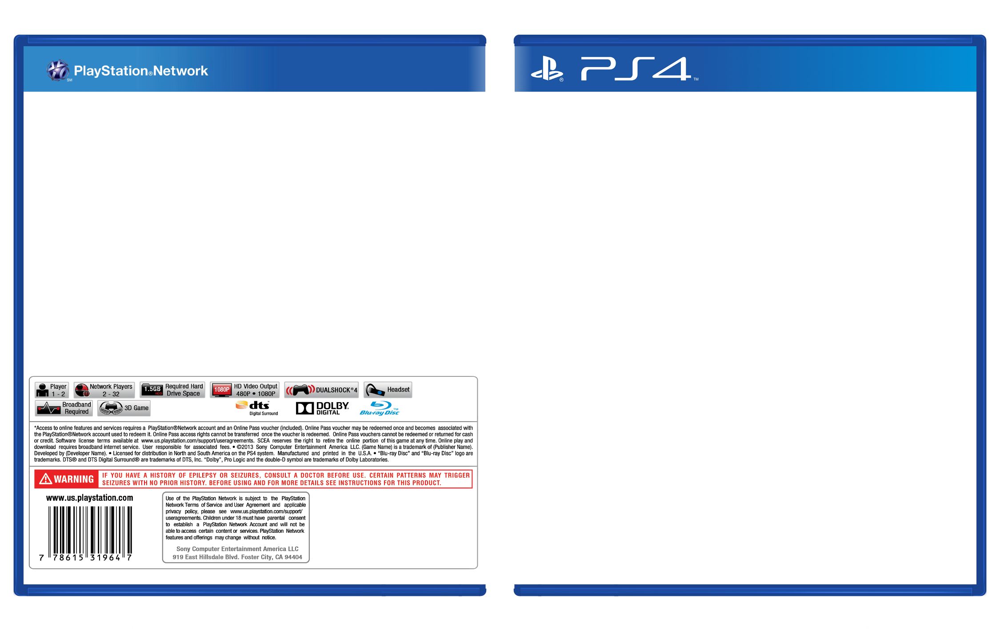 SM PlayStation®Network
® PS4™
Player
1 - 2
Network Players
2 - 32
1.5GB
HDD
Required Hard
Drive Space
1080P
HD Video Output
480P • 1080P
DUALSHOCK®4
Headset
Broadband
Required
3D Game
dts™
Digital Surround
DOLBY®
DIGITAL
Blu-ray Disc™
*Access to online features and services requires a PlayStation®Network account and an Online Pass voucher (included). Online Pass voucher may be redeemed once and becomes associated with
the PlayStation®Network account used to redeem it. Online Pass access rights cannot be transferred once the voucher is redeemed. Online Pass vouchers cannot be redeemed or returned for cash
or credit. Software license terms available at www.us.playstation.com/support/useragreements. SCEA reserves the right to retire the online portion of this game at any time. Online play and
download requires broadband internet service. User responsible for associated fees. • ©2013 Sony Computer Entertainment America LLC. (Game Name) is a trademark of (Publisher Name).
Developed by (Developer Name). • Licensed for distribution in North and South America on the PS4 system. Manufactured and printed in the U.S.A. • “Blu-ray Disc” and “Blu-ray Disc” logo are
trademarks. DTS® and DTS Digital Surround® are trademarks of DTS, Inc. “Dolby”, Pro Logic and the double-D symbol are trademarks of Dolby Laboratories.
WARNING
IF YOU HAVE A HISTORY OF EPILEPSY OR SEIZURES, CONSULT A DOCTOR BEFORE USE. CERTAIN PATTERNS MAY TRIGGER
SEIZURES WITH NO PRIOR HISTORY. BEFORE USING AND FOR MORE DETAILS SEE INSTRUCTIONS FOR THIS PRODUCT.
www.us.playstation.com
7 78615 31964 7
Use of the PlayStation Network is subject to the PlayStation
Network Terms of Service and User Agreement and applicable
privacy policy, please see www.us.playstation.com/support/
useragreements. Children under 18 must have parental consent
to establish a PlayStation Network Account and will not be
able to access certain content or services. PlayStation Network
features and offerings may change without notice.
Sony Computer Entertainment America LLC
919 East Hillsdale Blvd. Foster City, CA 94404